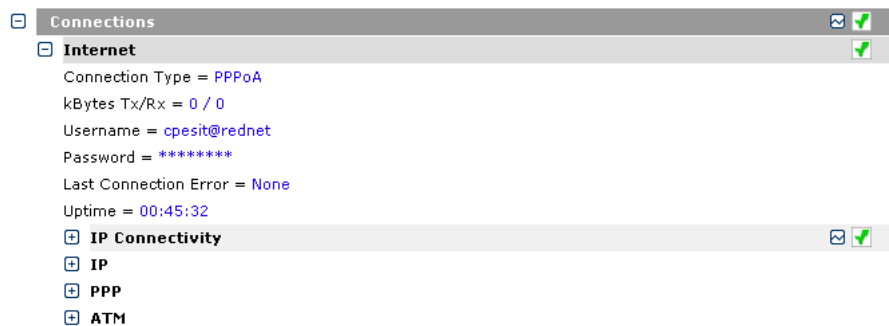 Connections
Internet
Connection Type = PPPoA
kBytes Tx/Rx = 0 / 0
Username = cpesit@rednet
Password = ********
Last Connection Error = None
Uptime = 00:45:32
IP Connectivity
IP
PPP
ATM